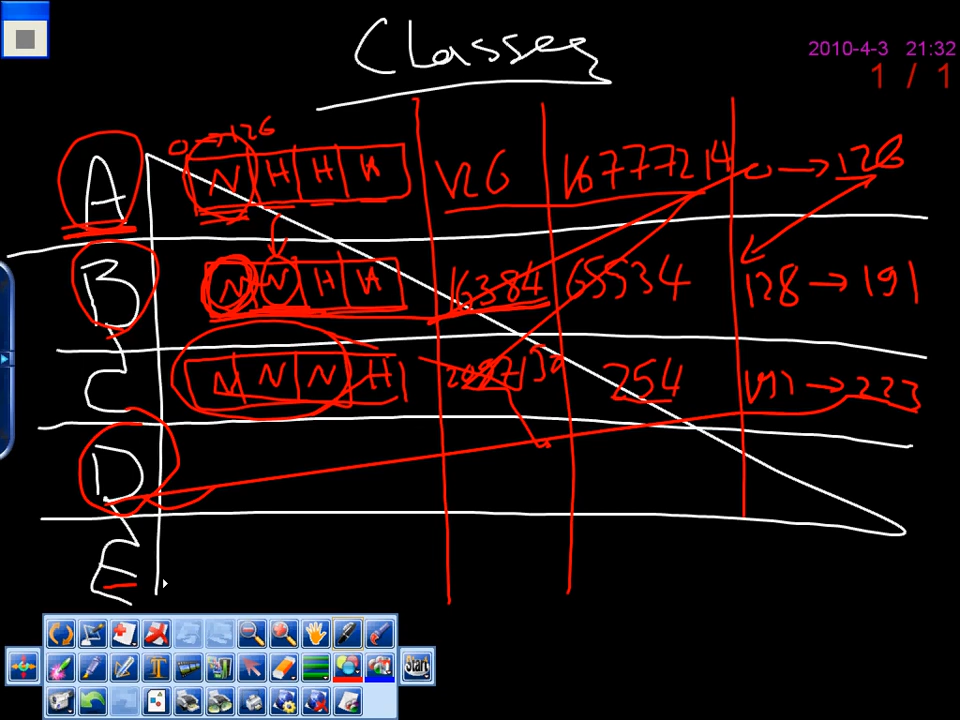 Classes
2010-4-3 21:32
1 / 1
0 → 126
A N H H H 126 16777214 0 → 126
B N N H H 16384 65534 128 → 191
C N N N H 254 → 223
D
E
Start